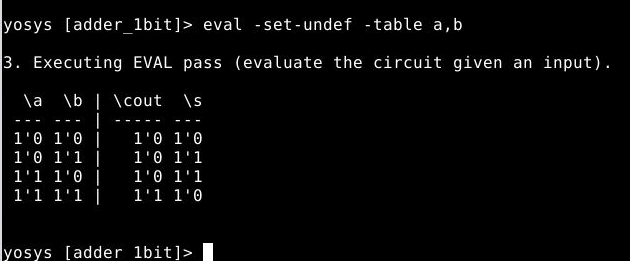 yosys [adder_1bit]> eval -set-undef -table a,b
3. Executing EVAL pass (evaluate the circuit given an input).
\a \b | \cout \s
--- --- | ----- ---
1'0 1'0 | 1'0 1'0
1'0 1'1 | 1'0 1'1
1'1 1'0 | 1'0 1'1
1'1 1'1 | 1'1 1'0
yosys [adder_1bit]>